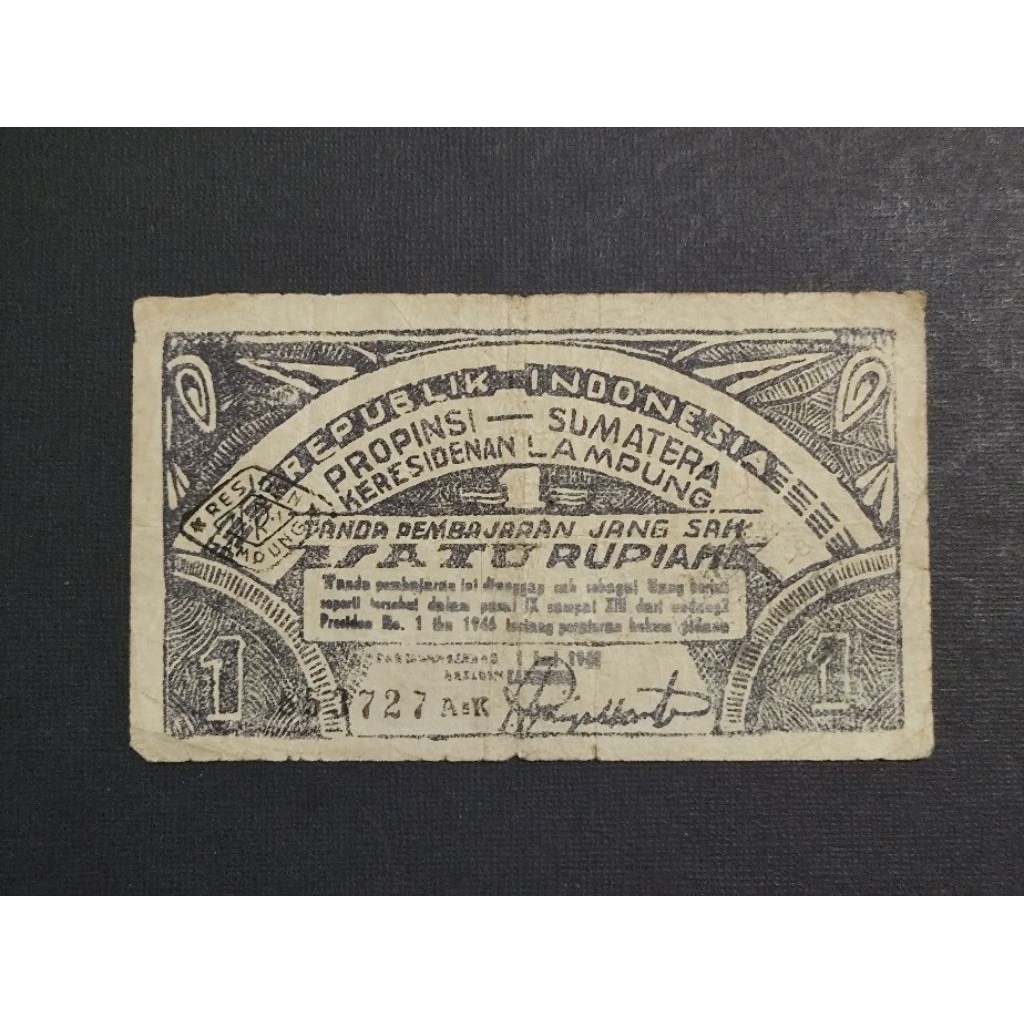 REPUBLIK INDONESIA
PROPINSI — SUMATERA
KERESIDENAN LAMPUNG
1
RESIDEN
LAMPUNG
TANDA PEMBAJARAN JANG SAH
SATU RUPIAH
Tanda pembajaran ini dianggap sah sebagai Uang
seperti tersebut dalam pasal IX sampai XIII dari undang2
Presiden No. 1 thn 1946 tentang peraturan hukum pidana
1
727 AsK
1